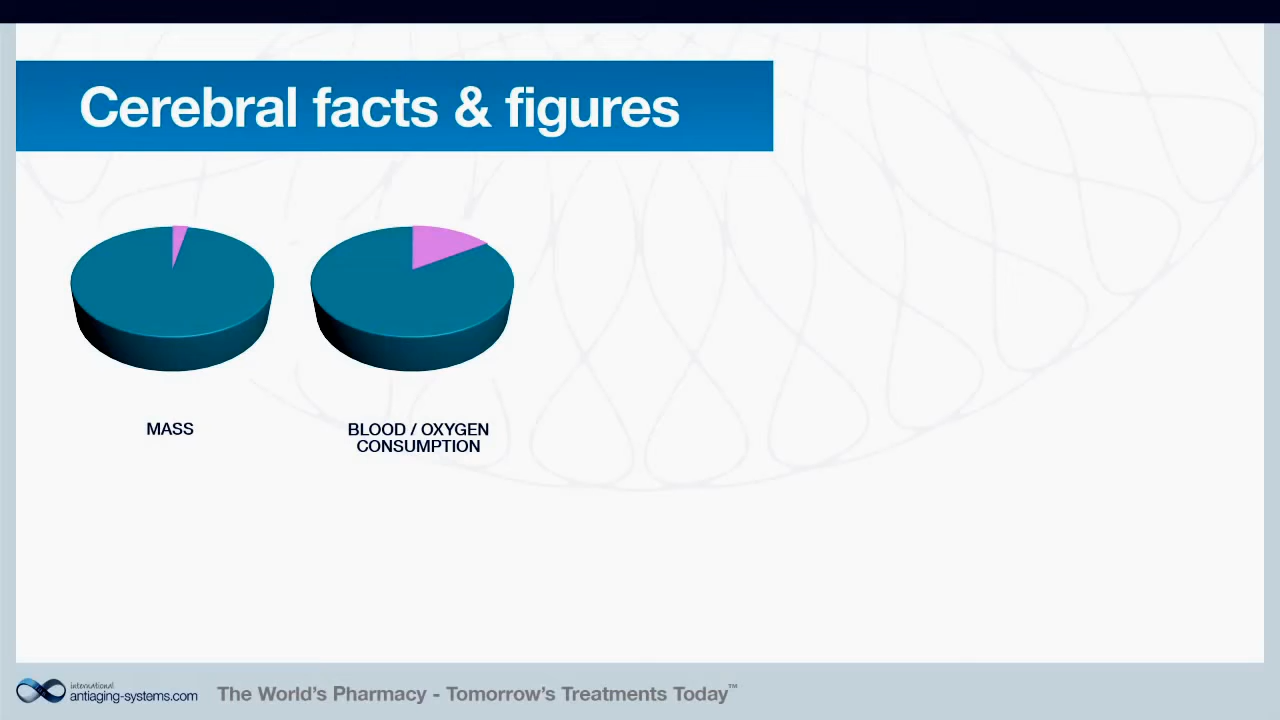 Cerebral facts & figures
MASS
BLOOD / OXYGEN
CONSUMPTION
international
antiaging-systems.com
The World's Pharmacy - Tomorrow's Treatments Today™